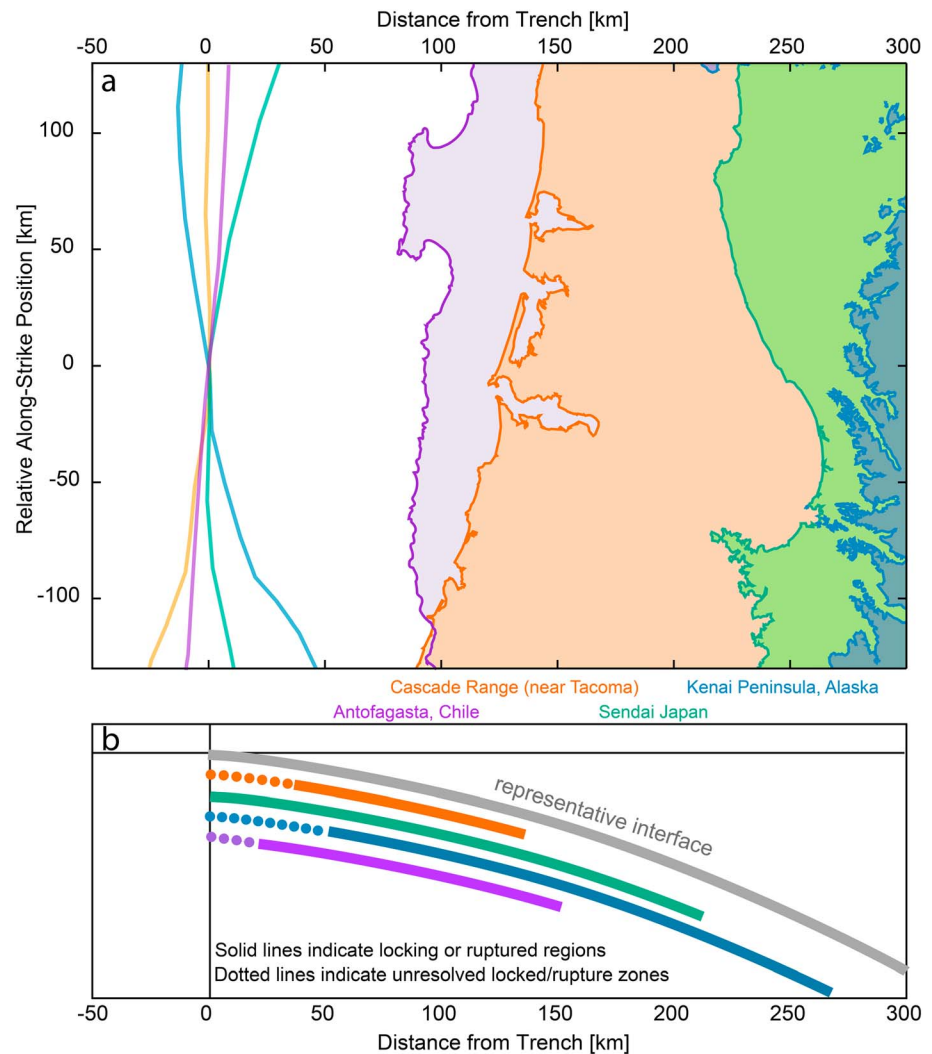 Distance from Trench [km]
-50 0 50 100 150 200 250 300
a
Relative Along-Strike Position [km]
100
50
0
-50
-100
Cascade Range (near Tacoma) Kenai Peninsula, Alaska
Antofagasta, Chile Sendai Japan
b
representative interface
Solid lines indicate locking or ruptured regions
Dotted lines indicate unresolved locked/rupture zones
-50 0 50 100 150 200 250 300
Distance from Trench [km]